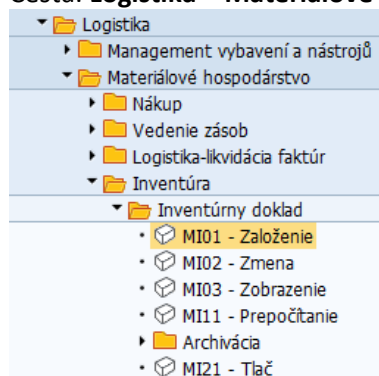 Logistika
Management vybavení a nástrojů
Materiálové hospodárstvo
Nákup
Vedenie zásob
Logistika-likvidácia faktúr
Inventúra
Inventúrny doklad
MI01 - Založenie
MI02 - Zmena
MI03 - Zobrazenie
MI11 - Prepočítanie
Archivácia
MI21 - Tlač